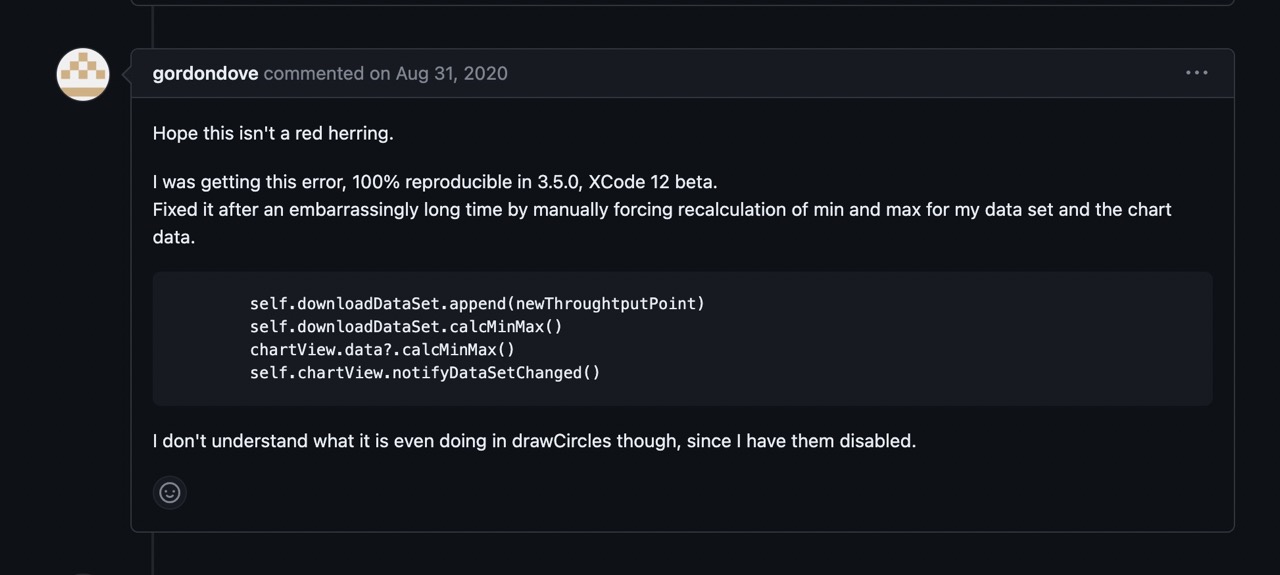 gordondove commented on Aug 31, 2020
Hope this isn't a red herring.
I was getting this error, 100% reproducible in 3.5.0, XCode 12 beta.
Fixed it after an embarrassingly long time by manually forcing recalculation of min and max for my data set and the chart
data.
self.downloadDataSet.append(newThroughtputPoint)
self.downloadDataSet.calcMinMax()
chartView.data?.calcMinMax()
self.chartView.notifyDataSetChanged()
I don't understand what it is even doing in drawCircles though, since I have them disabled.